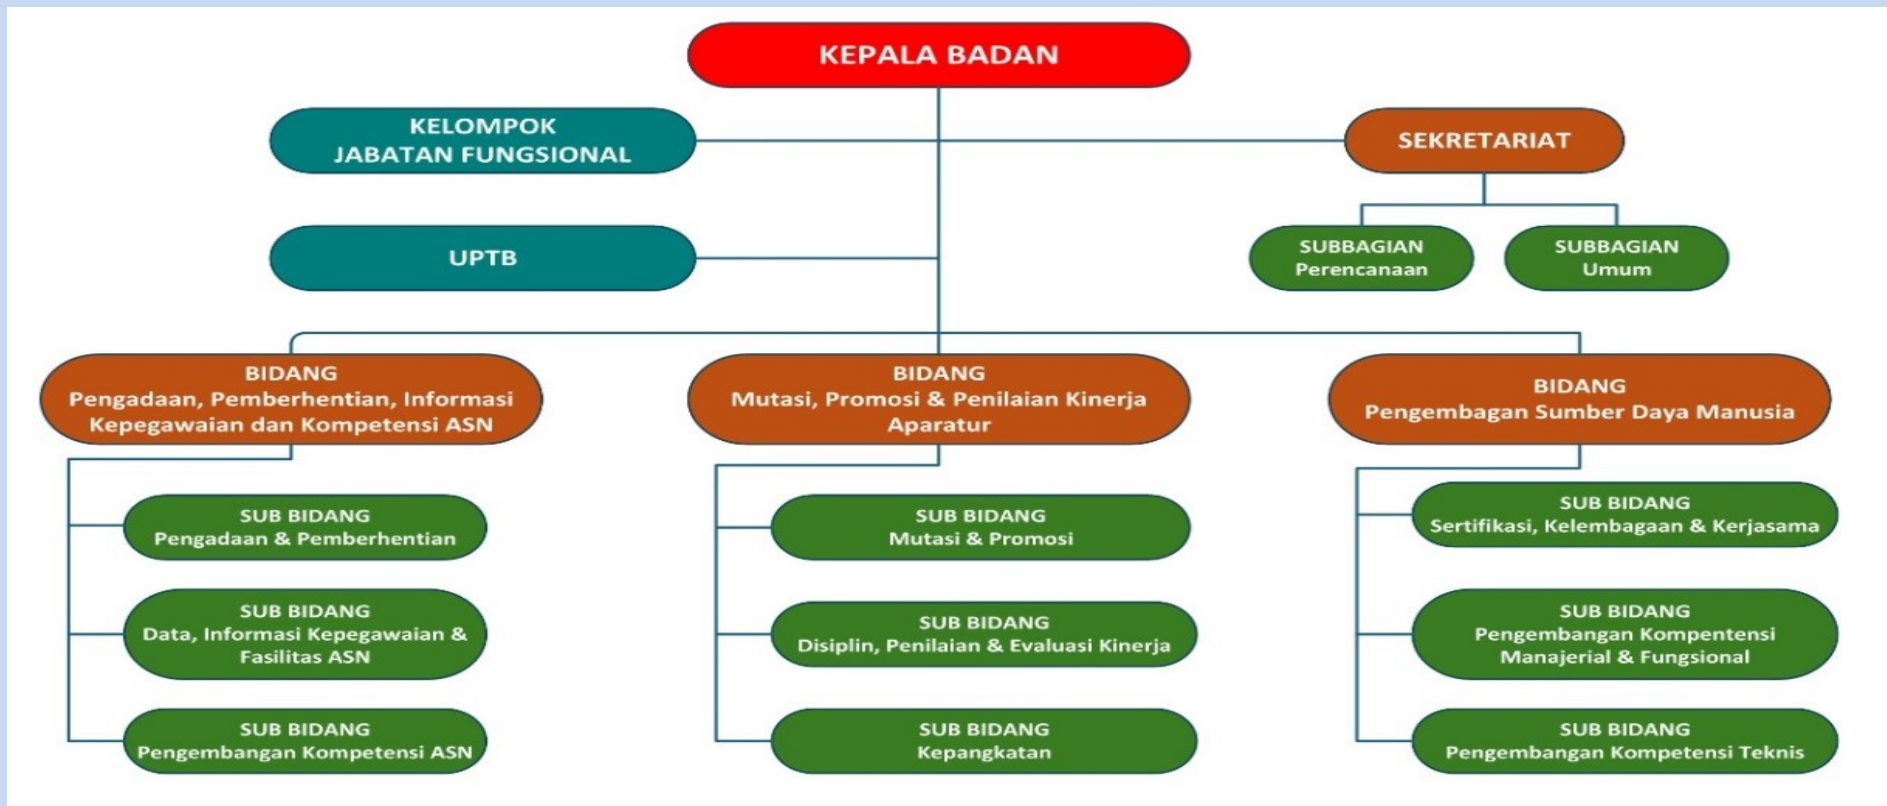 KEPALA BADAN
KELOMPOK
JABATAN FUNGSIONAL
SEKRETARIAT
UPTB
SUBBAGIAN
Perencanaan
SUBBAGIAN
Umum
BIDANG
Pengadaan, Pemberhentian, Informasi
Kepegawaian dan Kompetensi ASN
BIDANG
Mutasi, Promosi & Penilaian Kinerja
Aparatur
BIDANG
Pengembagan Sumber Daya Manusia
SUB BIDANG
Pengadaan & Pemberhentian
SUB BIDANG
Data, Informasi Kepegawaian &
Fasilitas ASN
SUB BIDANG
Pengembangan Kompetensi ASN
SUB BIDANG
Mutasi & Promosi
SUB BIDANG
Disiplin, Penilaian & Evaluasi Kinerja
SUB BIDANG
Kepangkatan
SUB BIDANG
Sertifikasi, Kelembagaan & Kerjasama
SUB BIDANG
Pengembangan Kompentensi
Manajerial & Fungsional
SUB BIDANG
Pengembangan Kompetensi Teknis